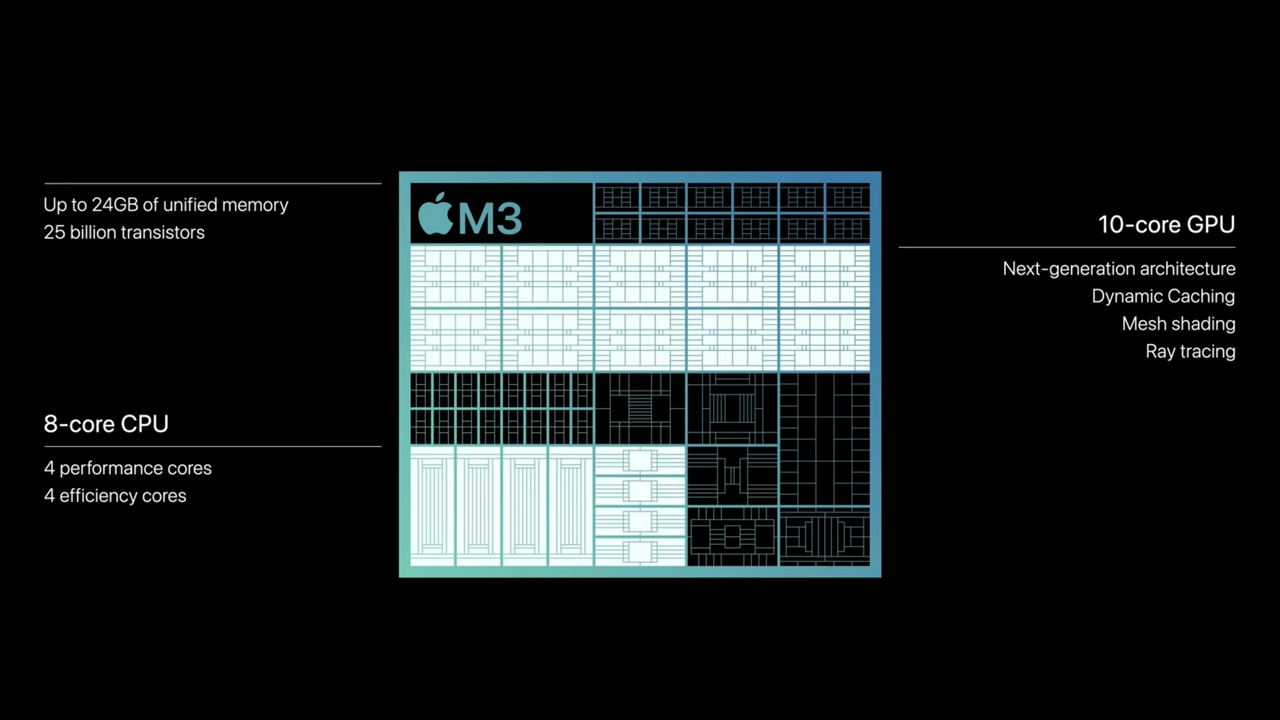 Up to 24GB of unified memory
25 billion transistors
M3
10-core GPU
Next-generation architecture
Dynamic Caching
Mesh shading
Ray tracing
8-core CPU
4 performance cores
4 efficiency cores